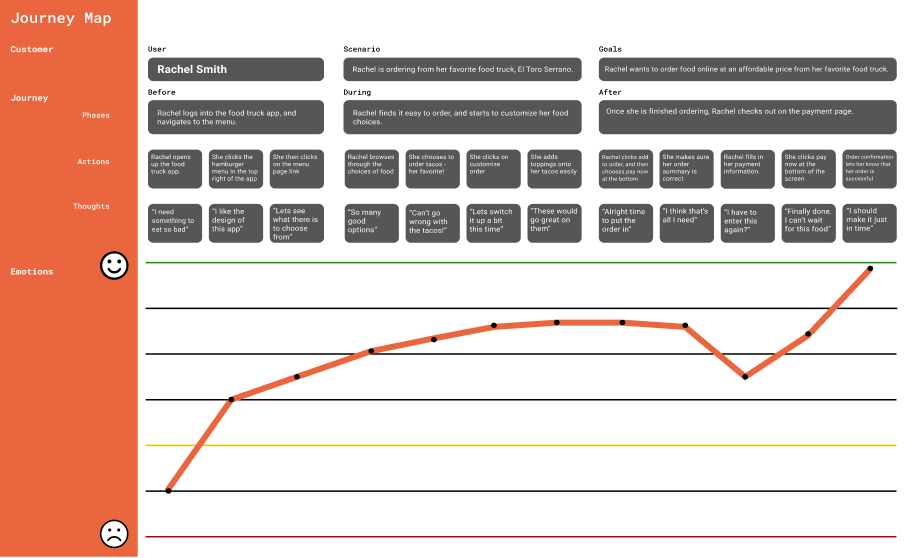 Journey Map
Customer
User
Scenario
Goals
Rachel Smith
Rachel is ordering from her favorite food truck, El Toro Serrano.
Rachel wants to order food online at an affordable price from her favorite food truck.
Journey
Before
During
After
Phases
Rachel logs into the food truck app, and
navigates to the menu.
Rachel finds it easy to order, and starts to customize her food
choices.
Once she is finished ordering, Rachel checks out on the payment page.
Actions
Rachel opens
up the food
truck app.
She clicks the
hamburger
menu in the top
right of the app
She then clicks
on the menu
page link
Rachel browses
through the
choices of food
She chooses to
order tacos -
her favorite!
She clicks on
customize
order
She adds
toppings onto
her tacos easily
Rachel clicks add
to order, and then
chooses pay now
at the bottom
She makes sure
her order
summary is
correct
Rachel fills in
her payment
information.
She clicks pay
now at the
bottom of the
screen
Order confirmation
lets her know that
her order is
successful
Thoughts
“I need
something to
eat so bad”
“I like the
design of
this app”
“Lets see
what there is
to choose
from”
“So many
good
options”
“Can’t go
wrong with
the tacos!”
“Lets switch
it up a bit
this time”
“These would
go great on
them”
“Alright time
to put the
order in”
“I think that’s
all I need”
“I have to
enter this
again?”
“Finally done.
I can’t wait
for this food”
“I should
make it just
in time”
Emotions